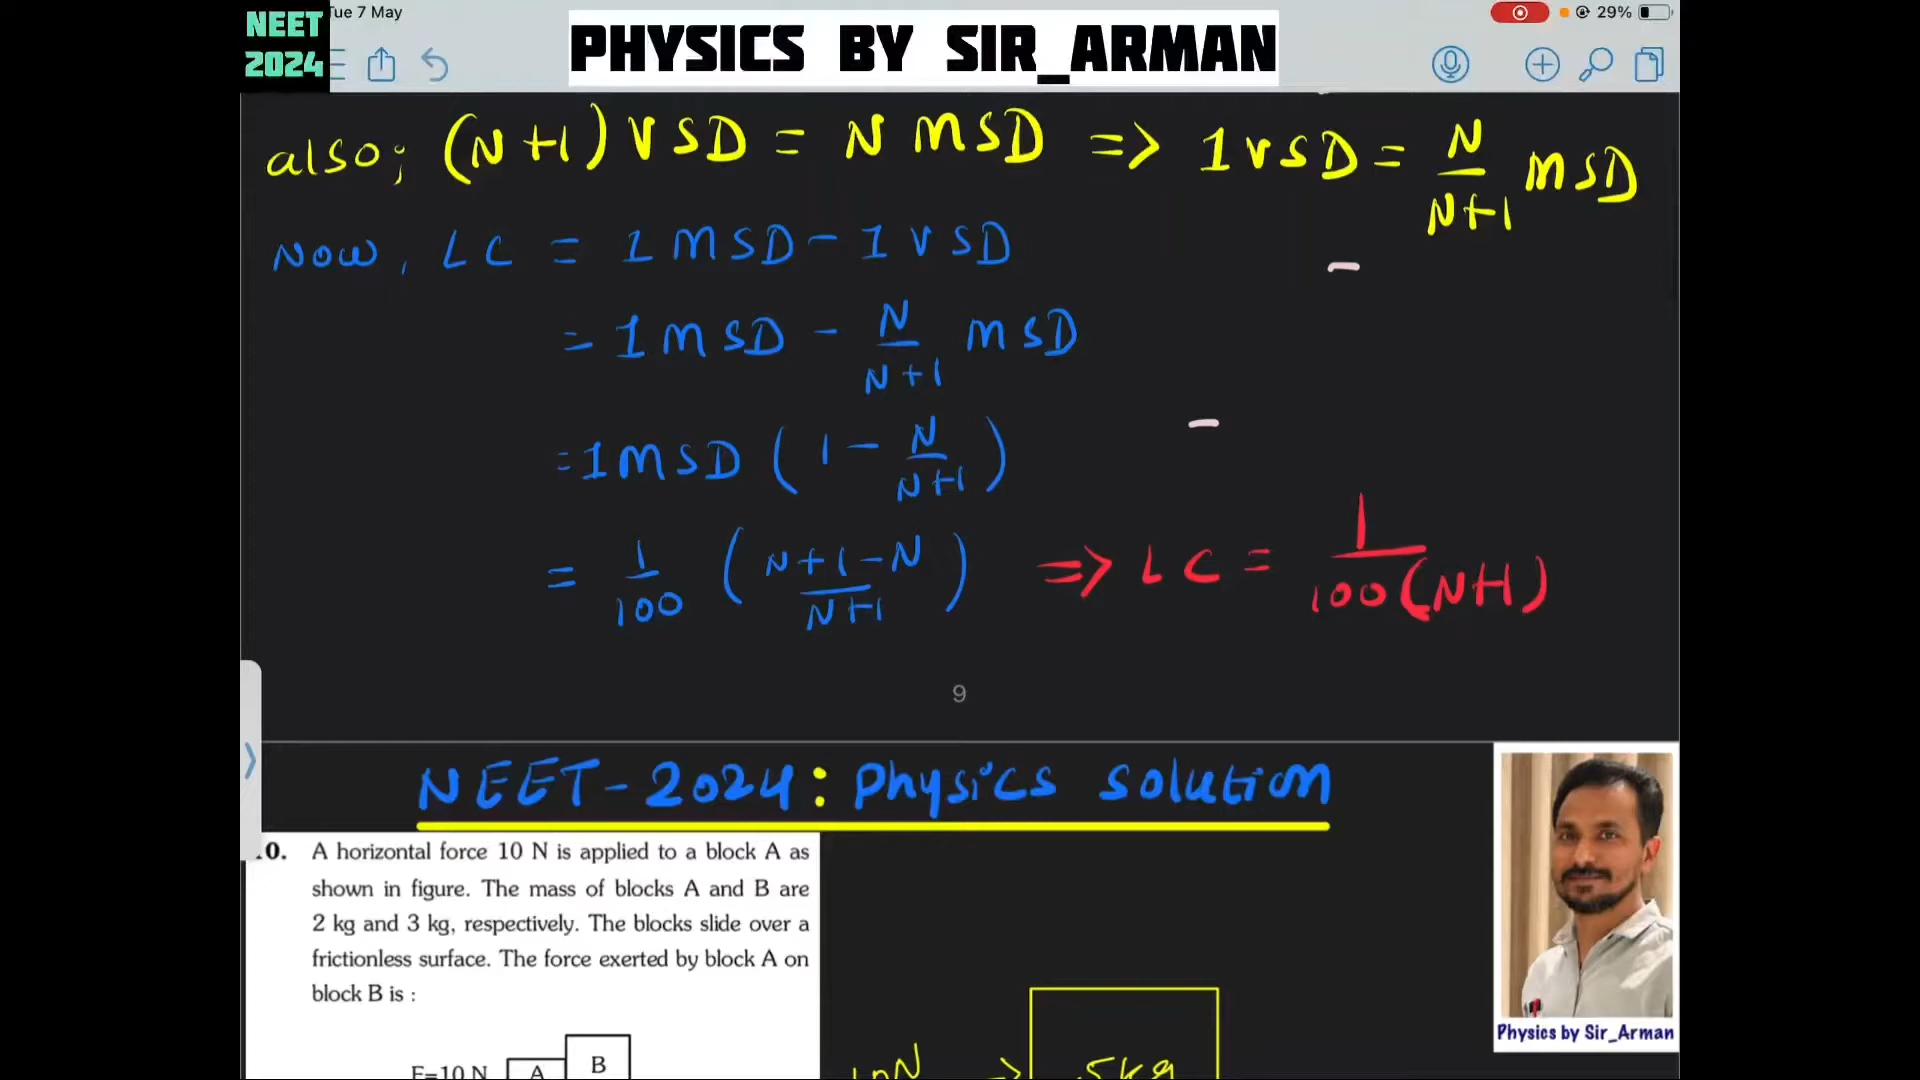 NEET
2024
Tue 7 May
PHYSICS BY SIR_ARMAN
29%
also; (N+1) VSD = N MSD => 1 VSD = N/N+1 MSD
Now, LC = 1 MSD - 1 VSD
= 1 MSD - N/N+1 MSD
= 1 MSD (1 - N/N+1)
= 1/100 (N+1-N/N+1) => LC = 1/100(N+1)
9
NEET-2024: Physics solution
0. A horizontal force 10 N is applied to a block A as
shown in figure. The mass of blocks A and B are
2 kg and 3 kg, respectively. The blocks slide over a
frictionless surface. The force exerted by block A on
block B is :
F=10 N A B
10N 5kg
Physics by Sir_Arman